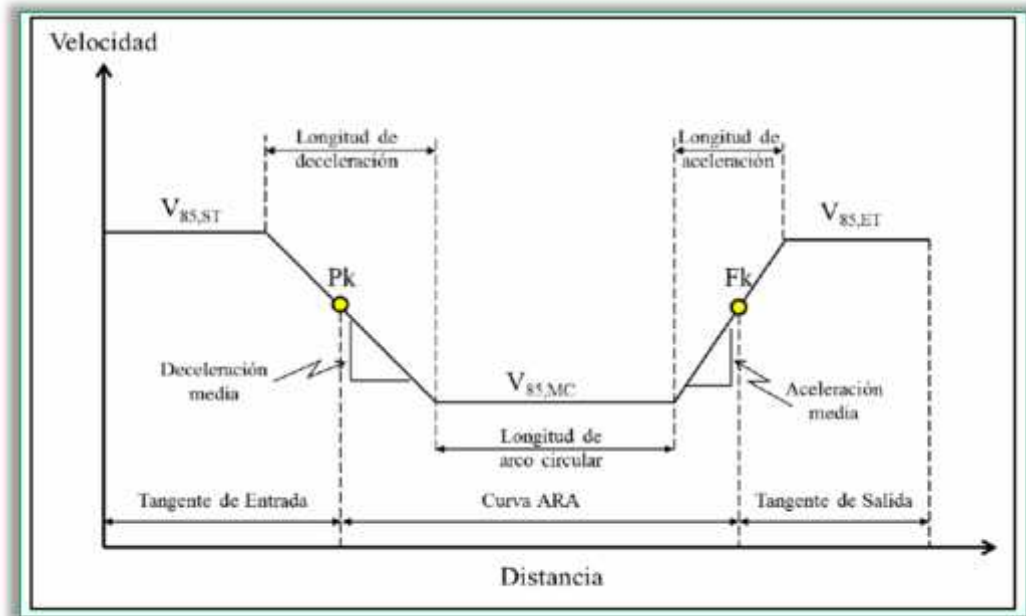 Velocidad
Longitud de
deceleración
Longitud de
aceleración
V85,ST
V85,ET
Pk
Fk
Deceleración
media
V85,MC
Aceleración
media
Longitud de
arco circular
Tangente de Entrada
Curva ARA
Tangente de Salida
Distancia